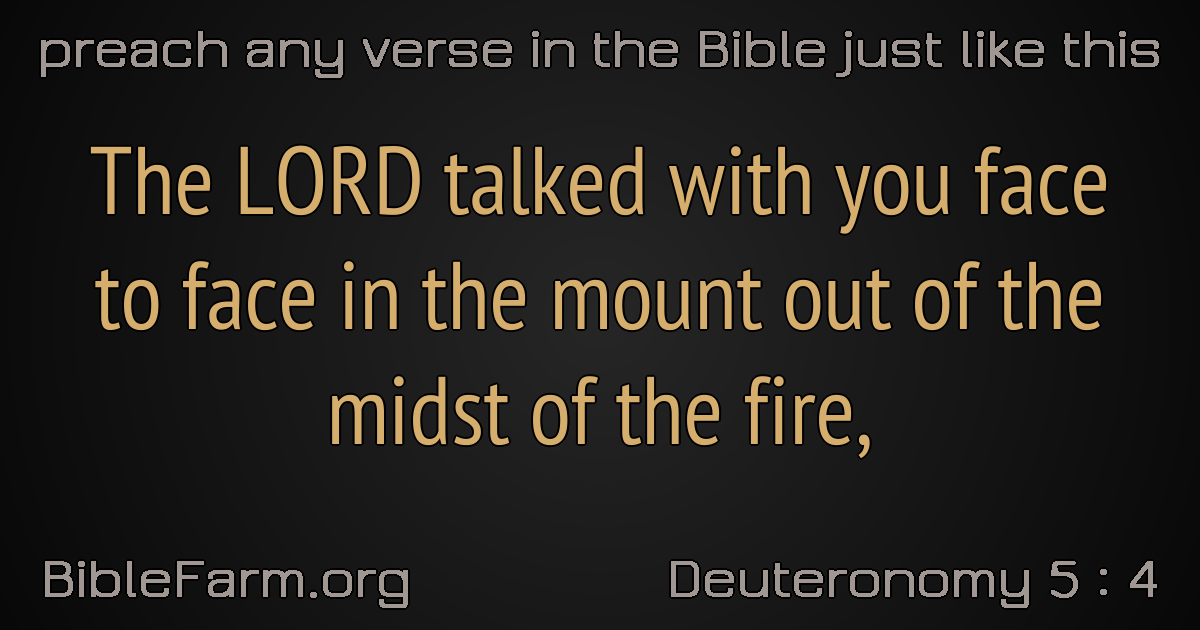 preach any verse in the Bible just like this
The LORD talked with you face
to face in the mount out of the
midst of the fire,
BibleFarm.org
Deuteronomy 5 : 4